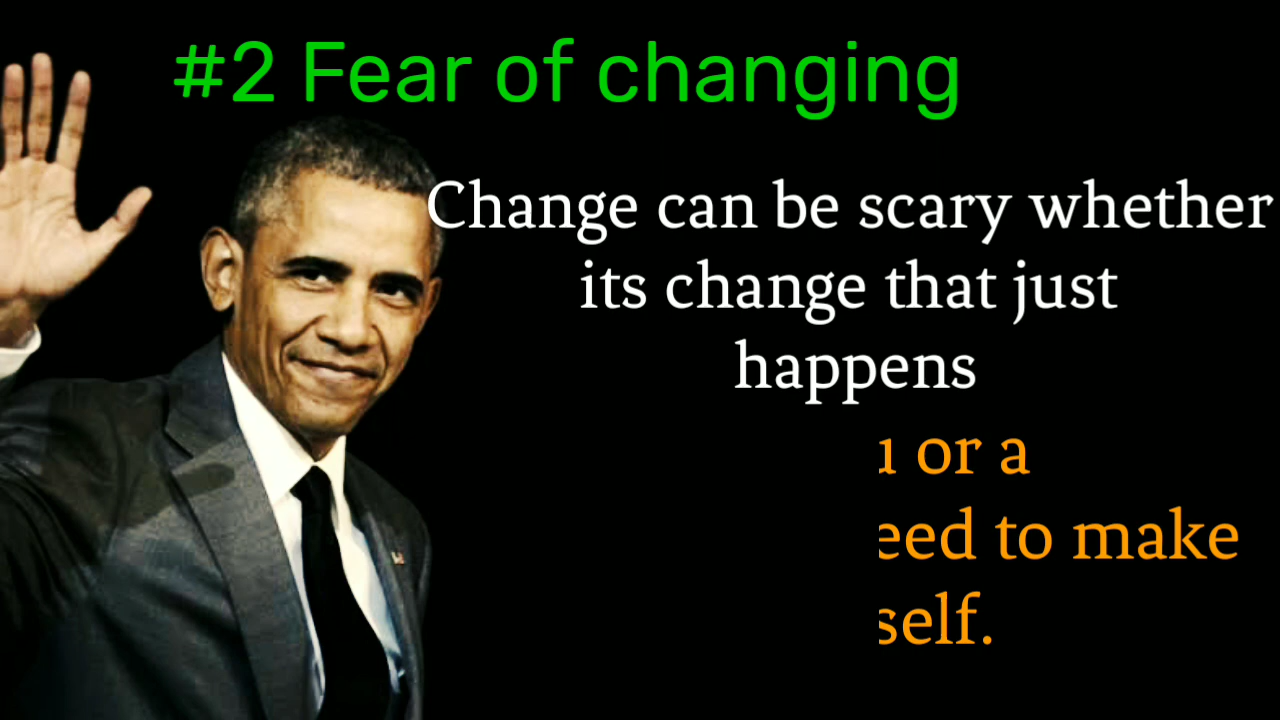 #2 Fear of changing
Change can be scary whether
its change that just
happens
or a
to make